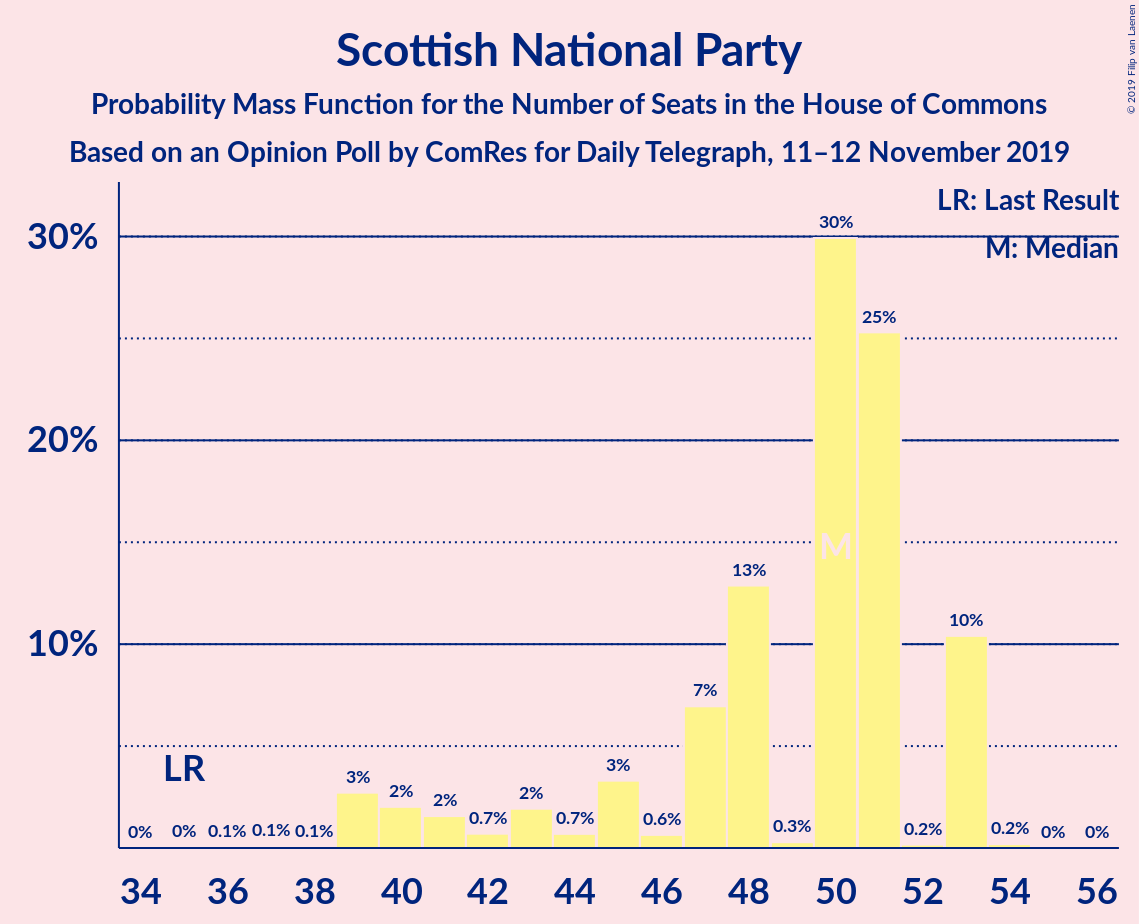 Scottish National Party
Probability Mass Function for the Number of Seats in the House of Commons
Based on an Opinion Poll by ComRes for Daily Telegraph, 11–12 November 2019
© 2019 Filip van Laenen
LR: Last Result
M: Median
30%
20%
10%
30%
25%
M
13%
10%
7%
LR
3%
2%
2%
0.7%
2%
0.7%
3%
0.6%
0%
0%
0.1%
0.1%
0.1%
0.3%
0.2%
0.2%
0%
0%
34 36 38 40 42 44 46 48 50 52 54 56